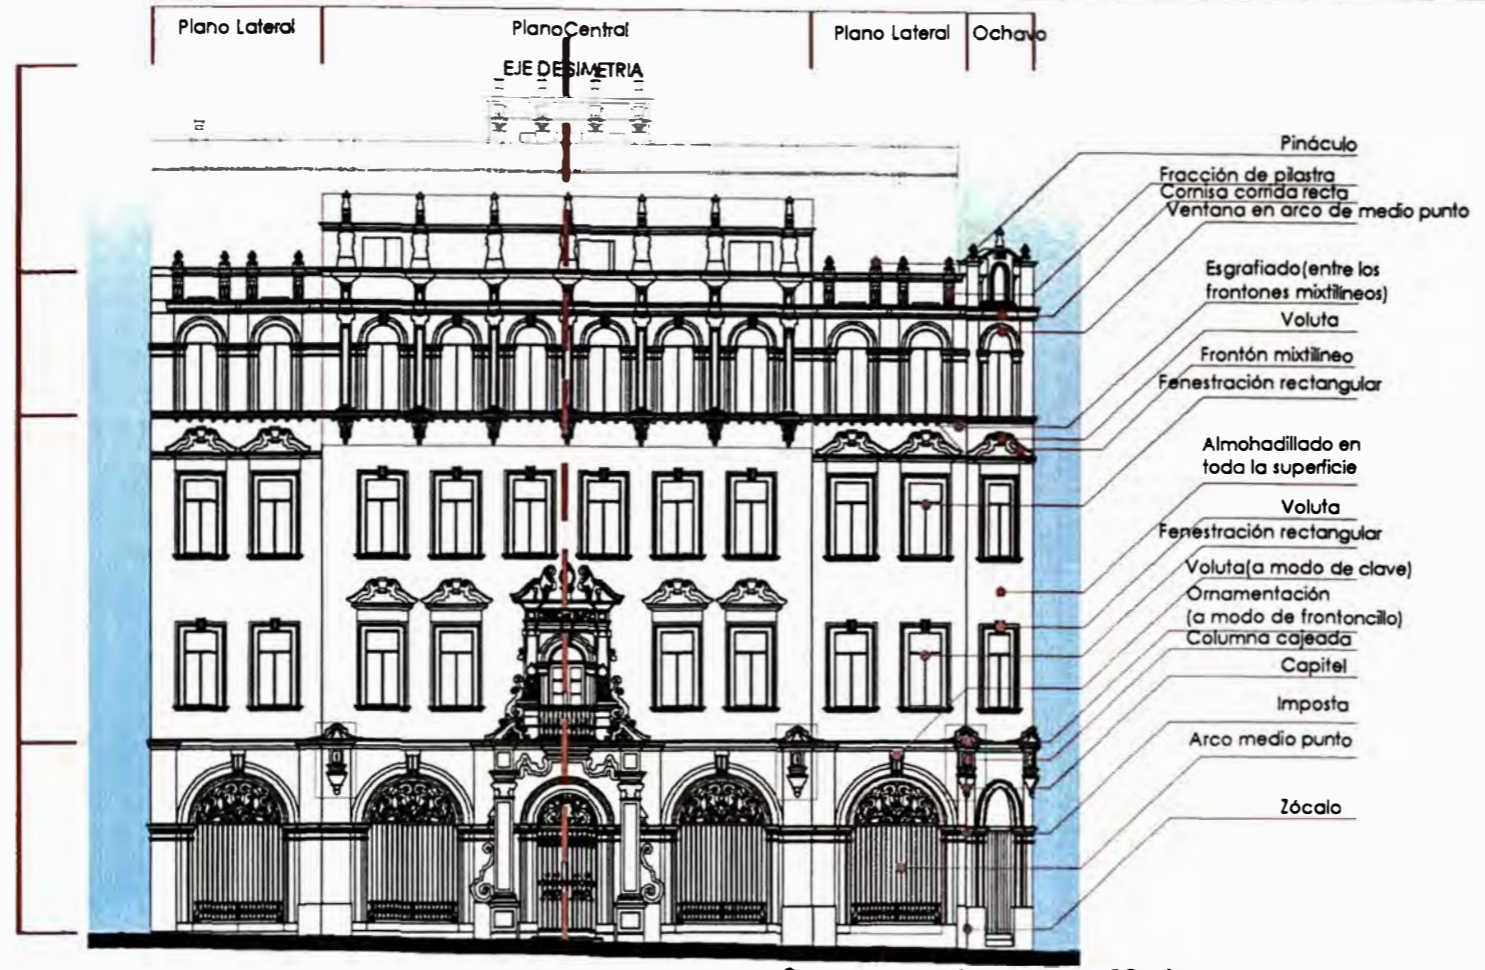 Plano Lateral
Plano Central
Plano Lateral
Ochavo
EJE DE SIMETRIA
Pináculo
Fracción de pilastra
Cornisa corrida recta
Ventana en arco de medio punto
Esgrafiado(entre los
frontones mixtilíneos)
Voluta
Frontón mixtilíneo
Fenestración rectangular
Almohadillado en
toda la superficie
Voluta
Fenestración rectangular
Voluta(a modo de clave)
Ornamentación
(a modo de frontoncillo)
Columna cajeada
Capitel
Imposta
Arco medio punto
Zócalo